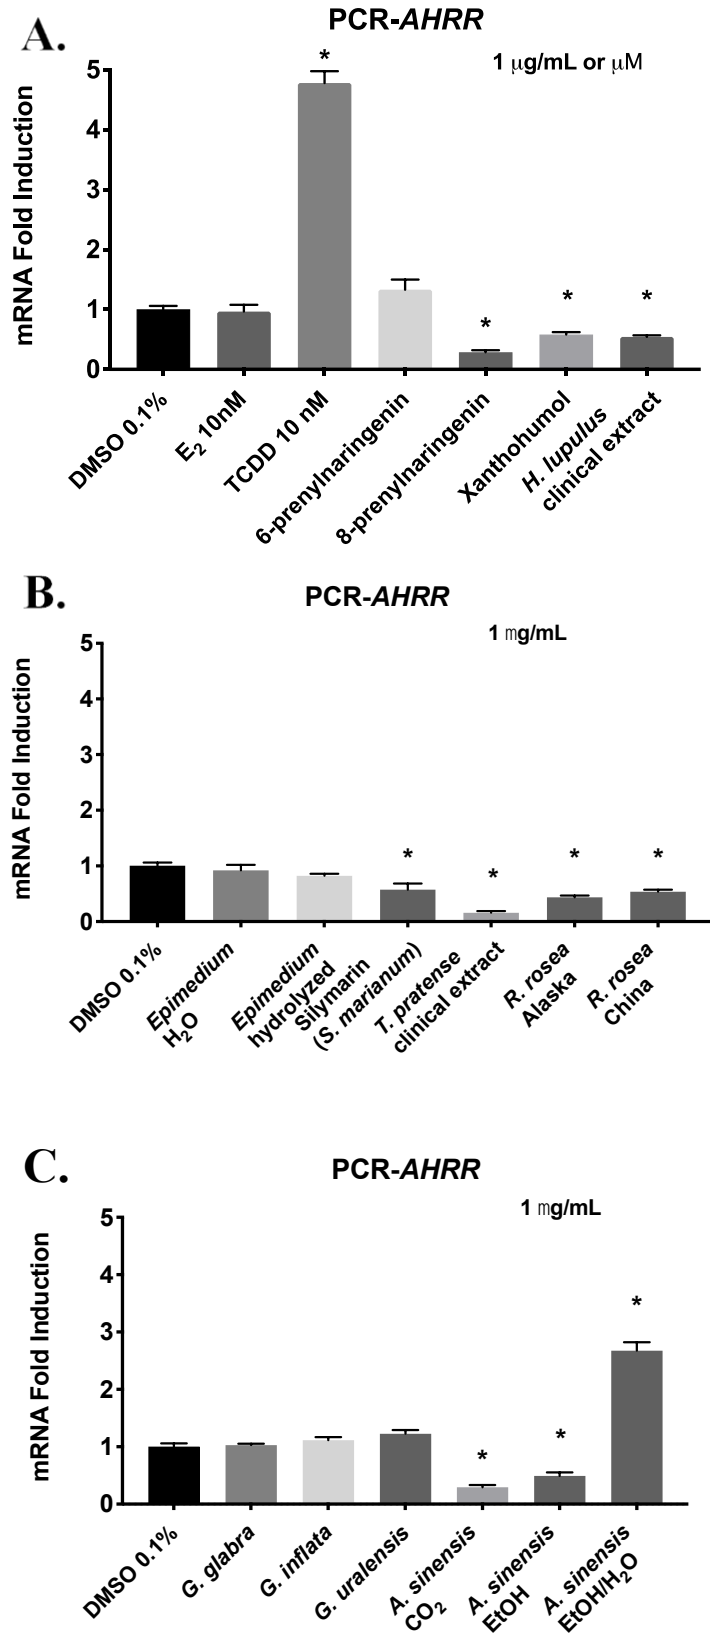 A.
PCR-AHRR
1 μg/mL or μM
mRNA Fold Induction
5
4
3
2
1
0
*
*
*
*
DMSO 0.1%
E2 10nM
TCDD 10 nM
6-prenylnaringenin
8-prenylnaringenin
Xanthohumol
H. lupulus
clinical extract
B.
PCR-AHRR
1 mg/mL
mRNA Fold Induction
5
4
3
2
1
0
*
*
*
*
DMSO 0.1%
Epimedium
H2O
Epimedium
hydrolyzed
Silymarin
(S. marianum)
T. pratense
clinical extract
R. rosea
Alaska
R. rosea
China
C.
PCR-AHRR
1 mg/mL
mRNA Fold Induction
5
4
3
2
1
0
*
*
*
DMSO 0.1%
G. glabra
G. inflata
G. uralensis
A. sinensis
CO2
A. sinensis
EtOH
A. sinensis
EtOH/H2O